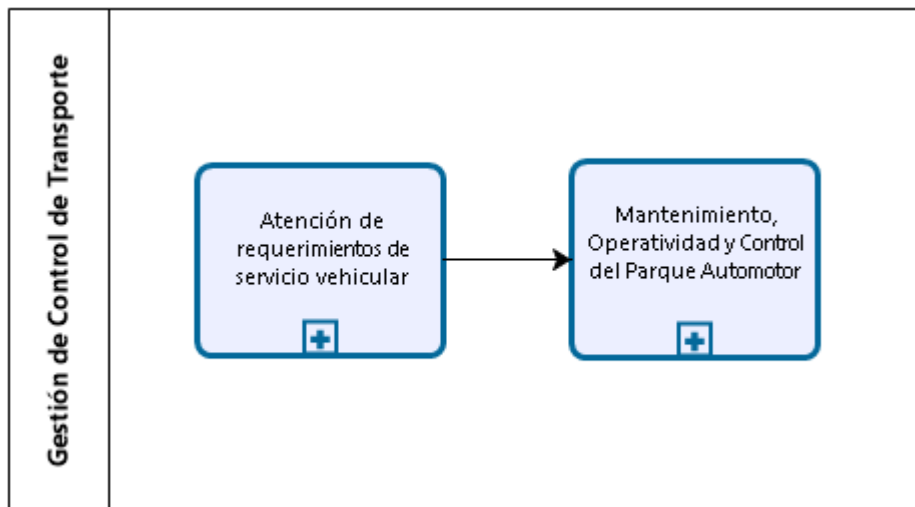 Gestión de Control de Transporte
Atención de
requerimientos de
servicio vehicular
Mantenimiento,
Operatividad y Control
del Parque Automotor